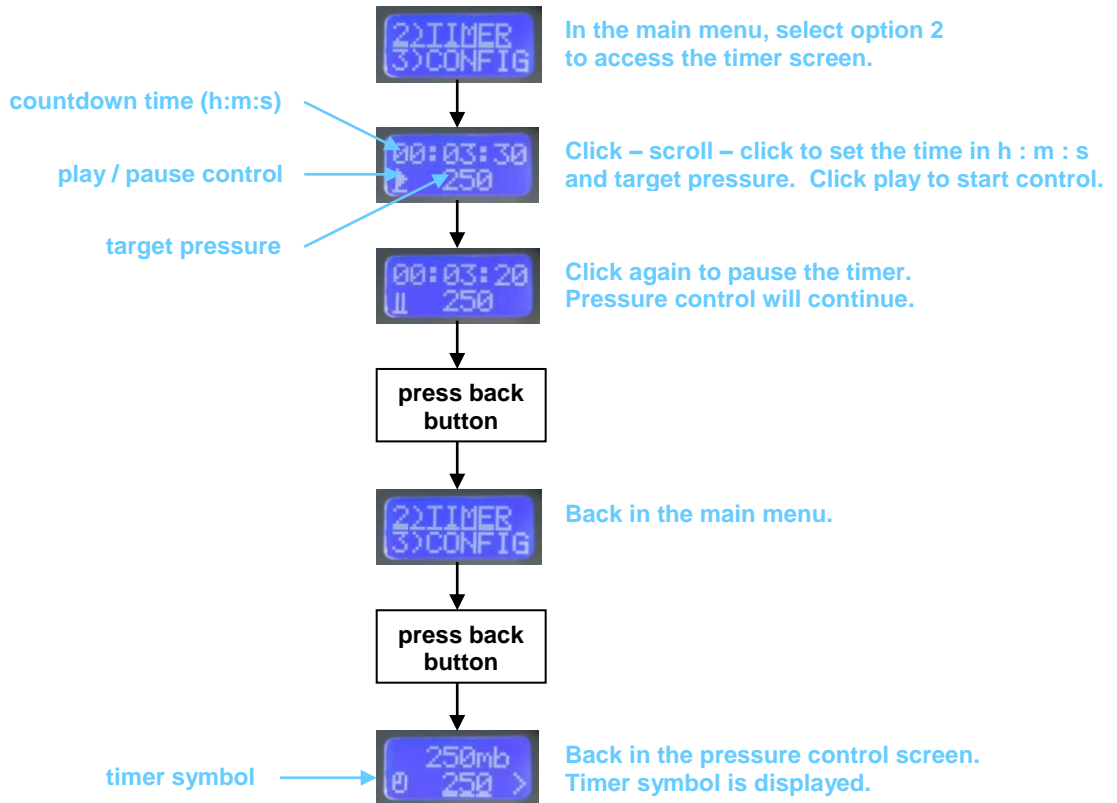 2)TIMER
3)CONFIG
In the main menu, select option 2
to access the timer screen.
countdown time (h:m:s)
play / pause control
target pressure
00:03:30
250
Click – scroll – click to set the time in h : m : s
and target pressure.  Click play to start control.
00:03:20
250
Click again to pause the timer.
Pressure control will continue.
press back
button
2)TIMER
3)CONFIG
Back in the main menu.
press back
button
timer symbol
250mb
250 >
Back in the pressure control screen.
Timer symbol is displayed.